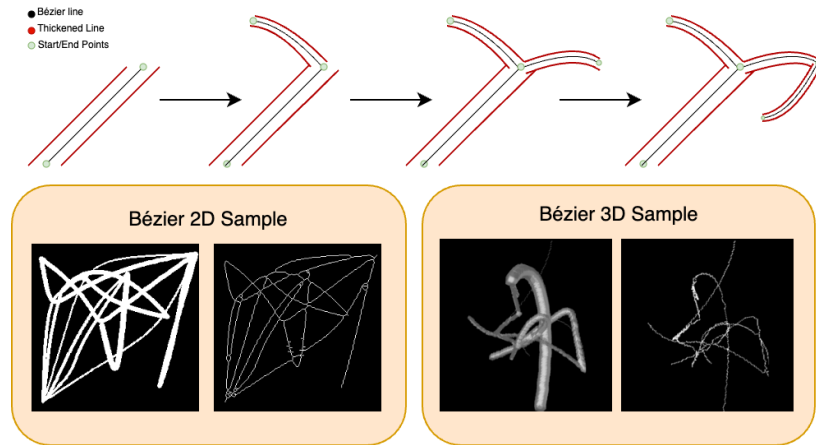 Bézier line
Thickened Line
Start/End Points
Bézier 2D Sample
Bézier 3D Sample